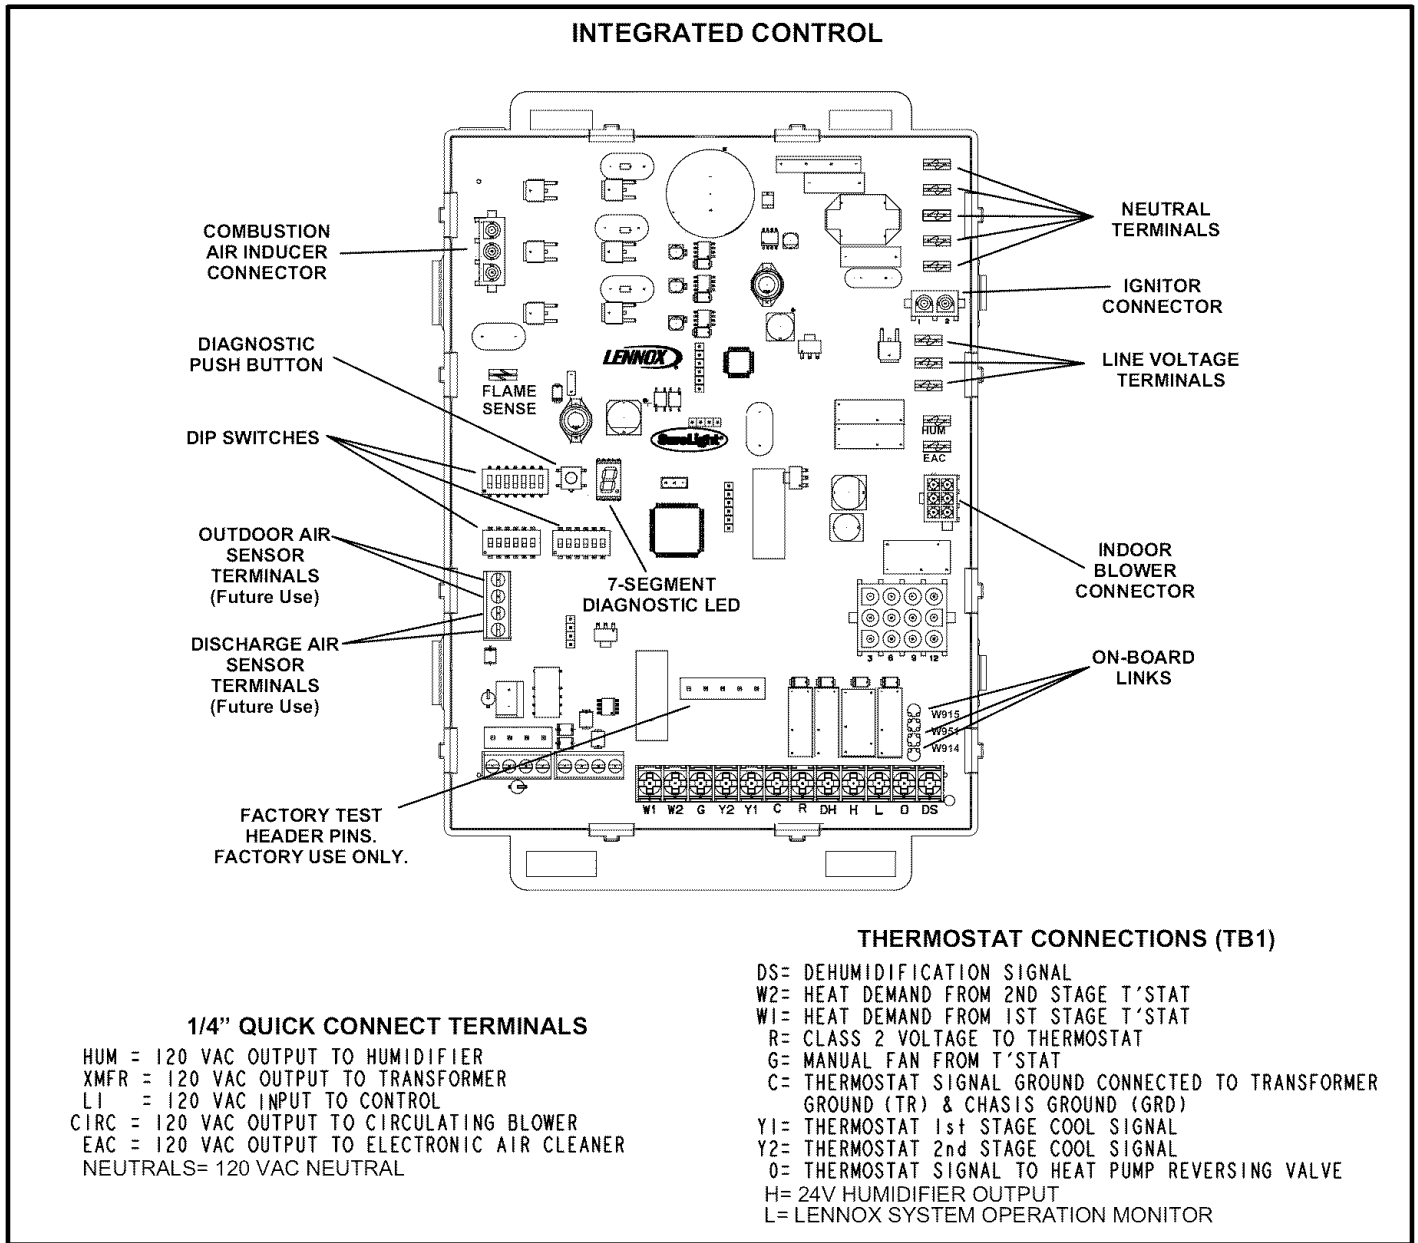 INTEGRATED CONTROL
COMBUSTION
AIR INDUCER
CONNECTOR
DIAGNOSTIC
PUSH BUTTON
DIP SWITCHES
OUTDOOR AIR
SENSOR
TERMINALS
(Future Use)
DISCHARGE AIR
SENSOR
TERMINALS
(Future Use)
FACTORY TEST
HEADER PINS.
FACTORY USE ONLY.
LENNOX
FLAME
SENSE
SureLight
7-SEGMENT
DIAGNOSTIC LED
NEUTRAL
TERMINALS
1 2
IGNITOR
CONNECTOR
LINE VOLTAGE
TERMINALS
HUM
EAC
INDOOR
BLOWER
CONNECTOR
3 6 9 12
ON-BOARD
LINKS
W915
W951
W914
W1 W2 G Y2 Y1 C R DH H L O DS
1/4” QUICK CONNECT TERMINALS
HUM = 120 VAC OUTPUT TO HUMIDIFIER
XMFR = 120 VAC OUTPUT TO TRANSFORMER
L1 = 120 VAC INPUT TO CONTROL
CIRC = 120 VAC OUTPUT TO CIRCULATING BLOWER
EAC = 120 VAC OUTPUT TO ELECTRONIC AIR CLEANER
NEUTRALS= 120 VAC NEUTRAL
THERMOSTAT CONNECTIONS (TB1)
DS= DEHUMIDIFICATION SIGNAL
W2= HEAT DEMAND FROM 2ND STAGE T'STAT
W1= HEAT DEMAND FROM 1ST STAGE T'STAT
R= CLASS 2 VOLTAGE TO THERMOSTAT
G= MANUAL FAN FROM T'STAT
C= THERMOSTAT SIGNAL GROUND CONNECTED TO TRANSFORMER
GROUND (TR) & CHASIS GROUND (GRD)
Y1= THERMOSTAT 1st STAGE COOL SIGNAL
Y2= THERMOSTAT 2nd STAGE COOL SIGNAL
O= THERMOSTAT SIGNAL TO HEAT PUMP REVERSING VALVE
H= 24V HUMIDIFIER OUTPUT
L= LENNOX SYSTEM OPERATION MONITOR